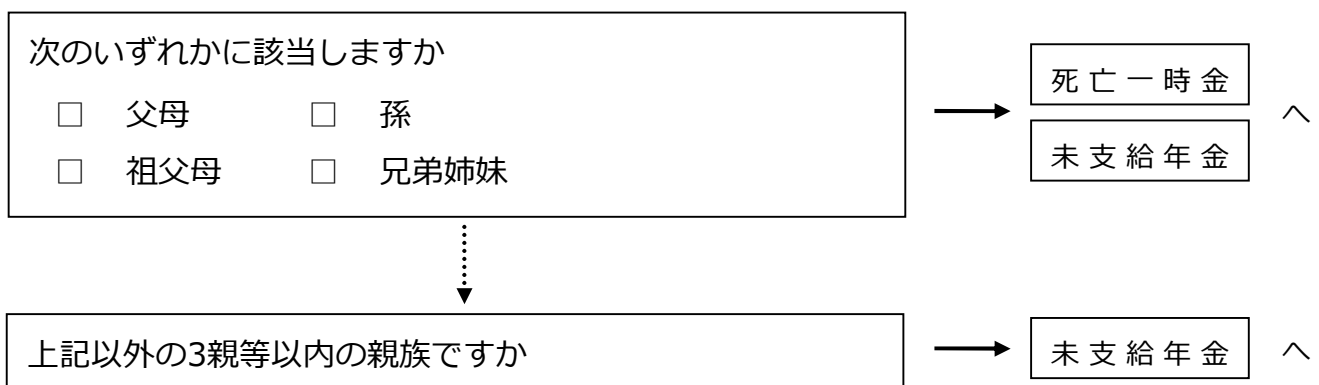 次のいずれかに該当しますか
□ 父母 □ 孫
□ 祖父母 □ 兄弟姉妹
死亡一時金
未支給年金
へ
上記以外の3親等以内の親族ですか
未支給年金 へ